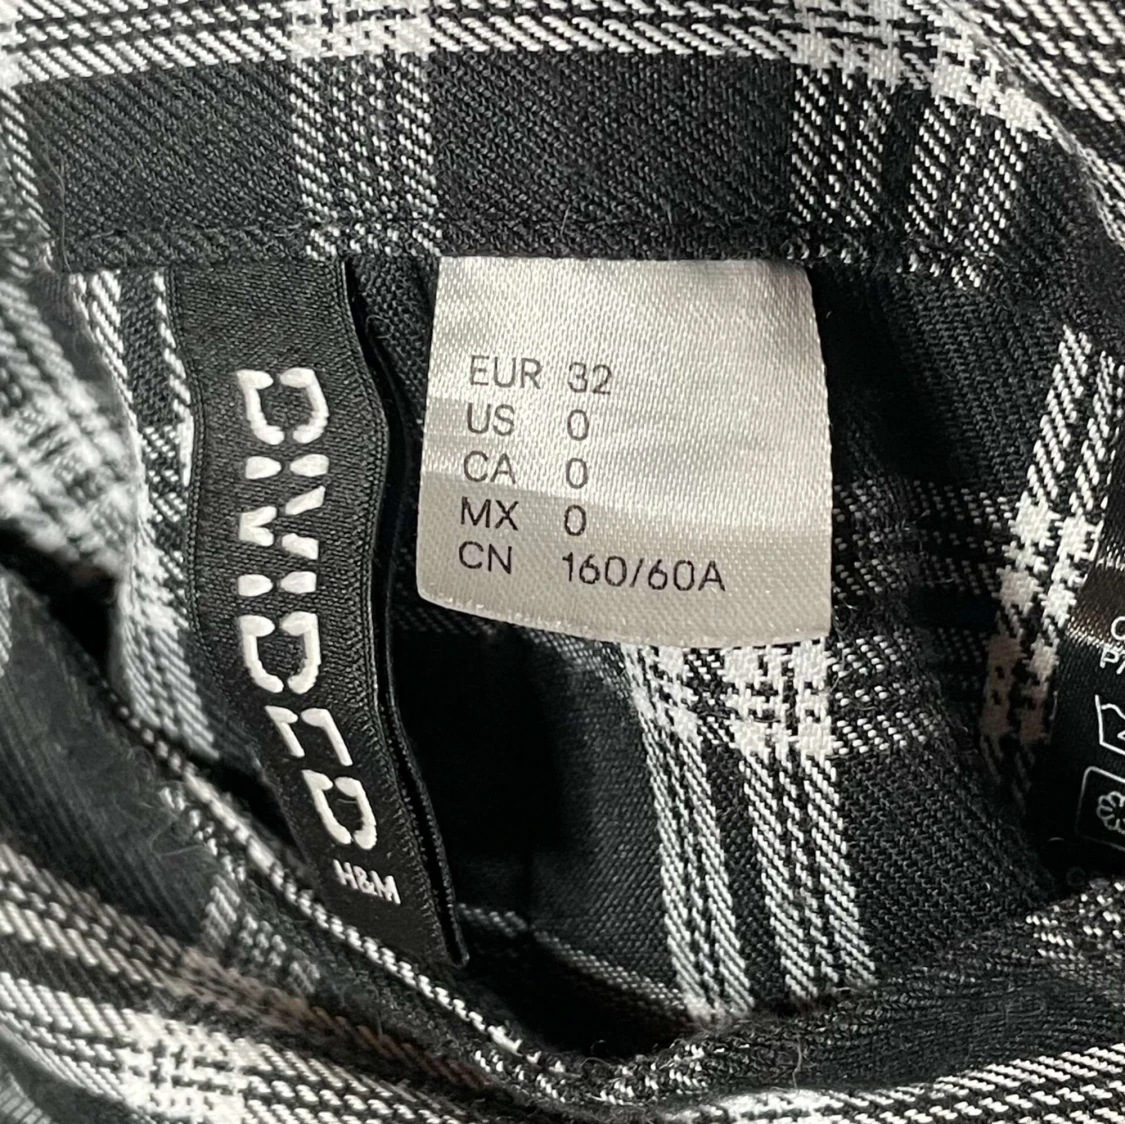 DIVIDED
H&M
EUR 32
US 0
CA 0
MX 0
CN 160/60A